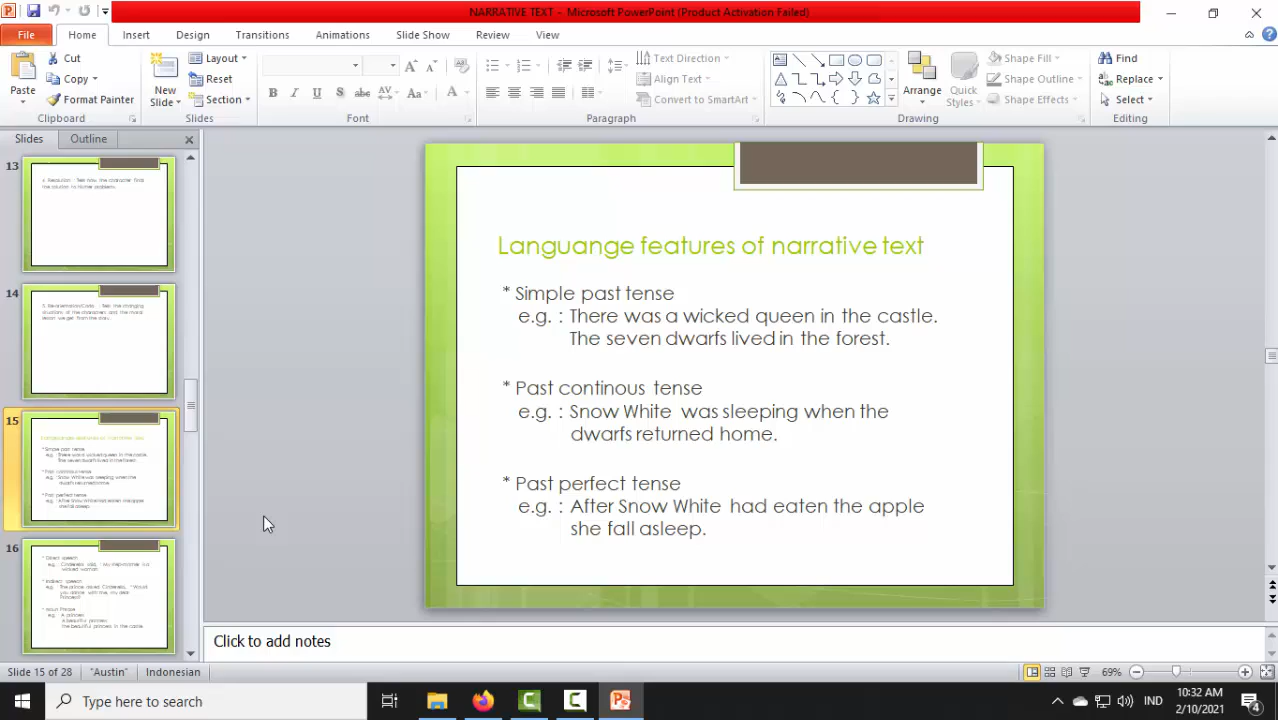 NARRATIVE TEXT - Microsoft PowerPoint (Product Activation Failed)
File Home Insert Design Transitions Animations Slide Show Review View
Paste
Cut
Copy
Format Painter
Clipboard
New Slide
Layout
Reset
Section
Slides
Font
Text Direction
Align Text
Convert to SmartArt
Paragraph
Arrange
Quick Styles
Shape Fill
Shape Outline
Shape Effects
Drawing
Find
Replace
Select
Editing
Slides Outline
13
14
15
16
Languange features of narrative text
* Simple past tense
e.g. : There was a wicked queen in the castle.
The seven dwarfs lived in the forest.
* Past continous tense
e.g. : Snow White was sleeping when the
dwarfs returned home.
* Past perfect tense
e.g. : After Snow White had eaten the apple
she fall asleep.
Click to add notes
Slide 15 of 28 "Austin" Indonesian 69%
Type here to search
IND
10:32 AM
2/10/2021
4